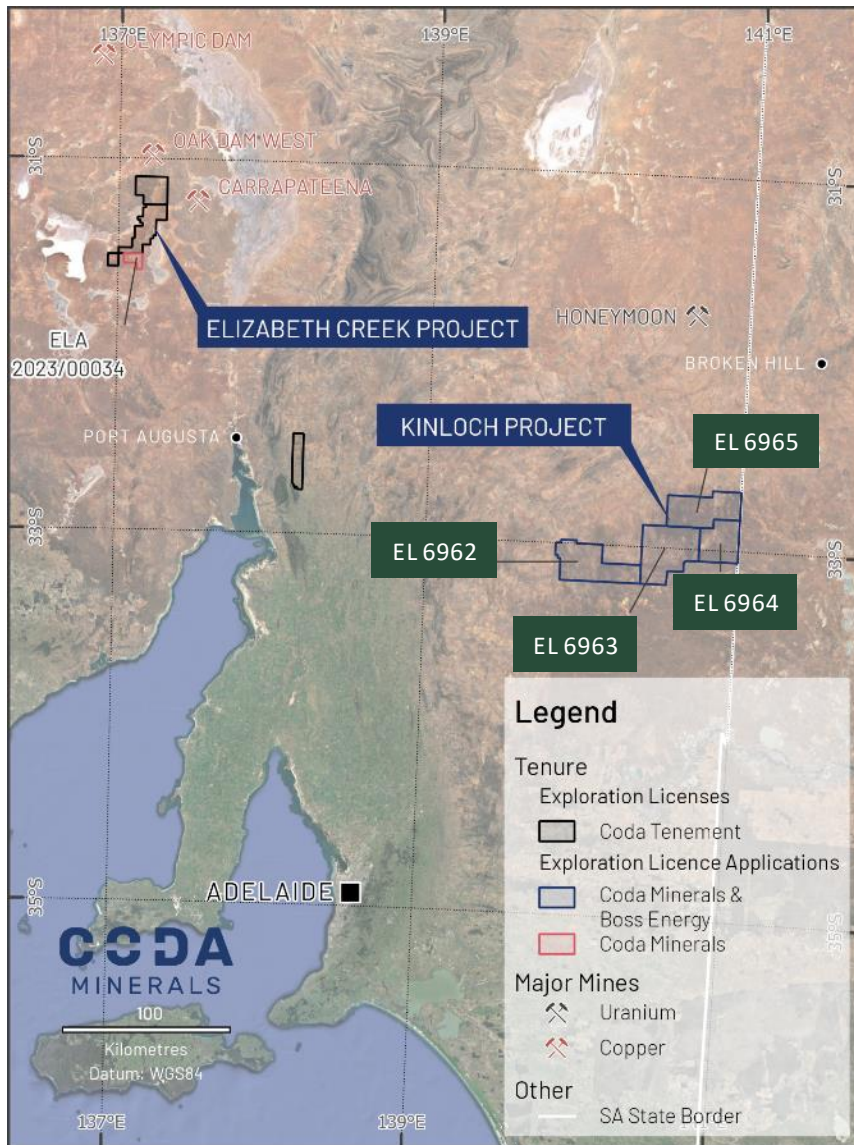 137°E
139°E
141°E
OLYMPIC DAM
OAK DAM WEST
31°S
CARRAPATEENA
31°S
ELIZABETH CREEK PROJECT
HONEYMOON
ELA
2023/00034
BROKEN HILL
KINLOCH PROJECT
PORT AUGUSTA
EL 6965
33°S
EL 6962
33°S
EL 6964
EL 6963
Legend
Tenure
Exploration Licenses
Coda Tenement
Exploration Licence Applications
Coda Minerals &
Boss Energy
Coda Minerals
Major Mines
Uranium
Copper
Other
SA State Border
ADELAIDE
35°S
35°S
CODA
MINERALS
100
Kilometres
Datum: WGS84
137°E
139°E